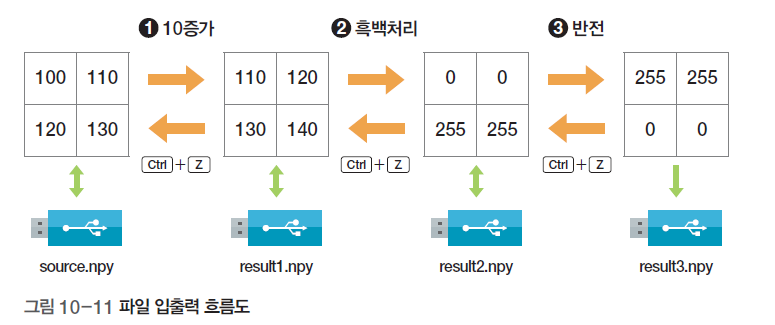 ❶ 10증가 ❷ 흑백처리 ❸ 반전
100 110 110 120 0 0 255 255
120 130 130 140 255 255 0 0
Ctrl + Z Ctrl + Z Ctrl + Z
source.npy result1.npy result2.npy result3.npy
그림 10-11 파일 입출력 흐름도